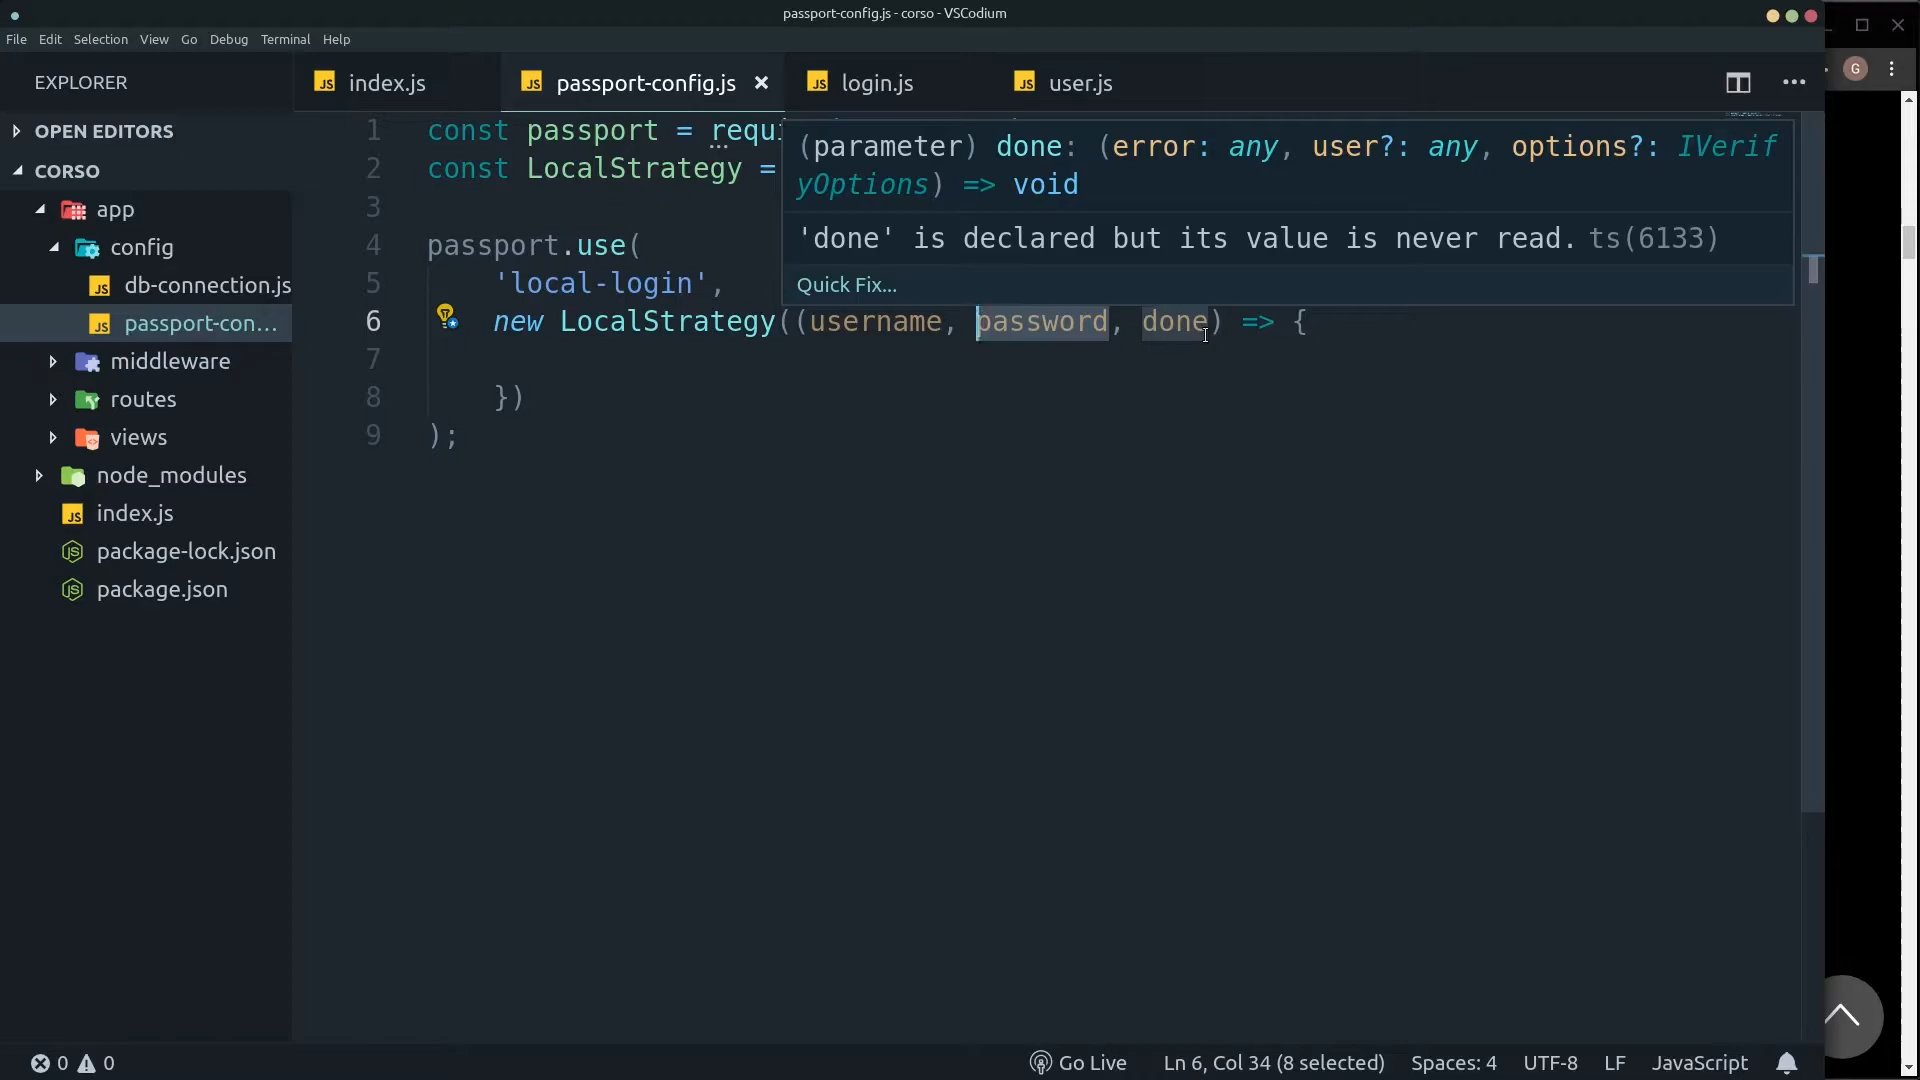 passport-config.js - corso - VSCodium
File Edit Selection View Go Debug Terminal Help
EXPLORER
OPEN EDITORS
CORSO
app
config
db-connection.js
passport-con...
middleware
routes
views
node_modules
index.js
package-lock.json
package.json
index.js passport-config.js login.js user.js
G
1 const passport = requ
2 const LocalStrategy =
3
4 passport.use(
5 'local-login',
6 new LocalStrategy((username, password, done) => {
7
8 })
9 );
(parameter) done: (error: any, user?: any, options?: IVerif
yOptions) => void
'done' is declared but its value is never read. ts(6133)
Quick Fix...
0 0 Go Live Ln 6, Col 34 (8 selected) Spaces: 4 UTF-8 LF JavaScript